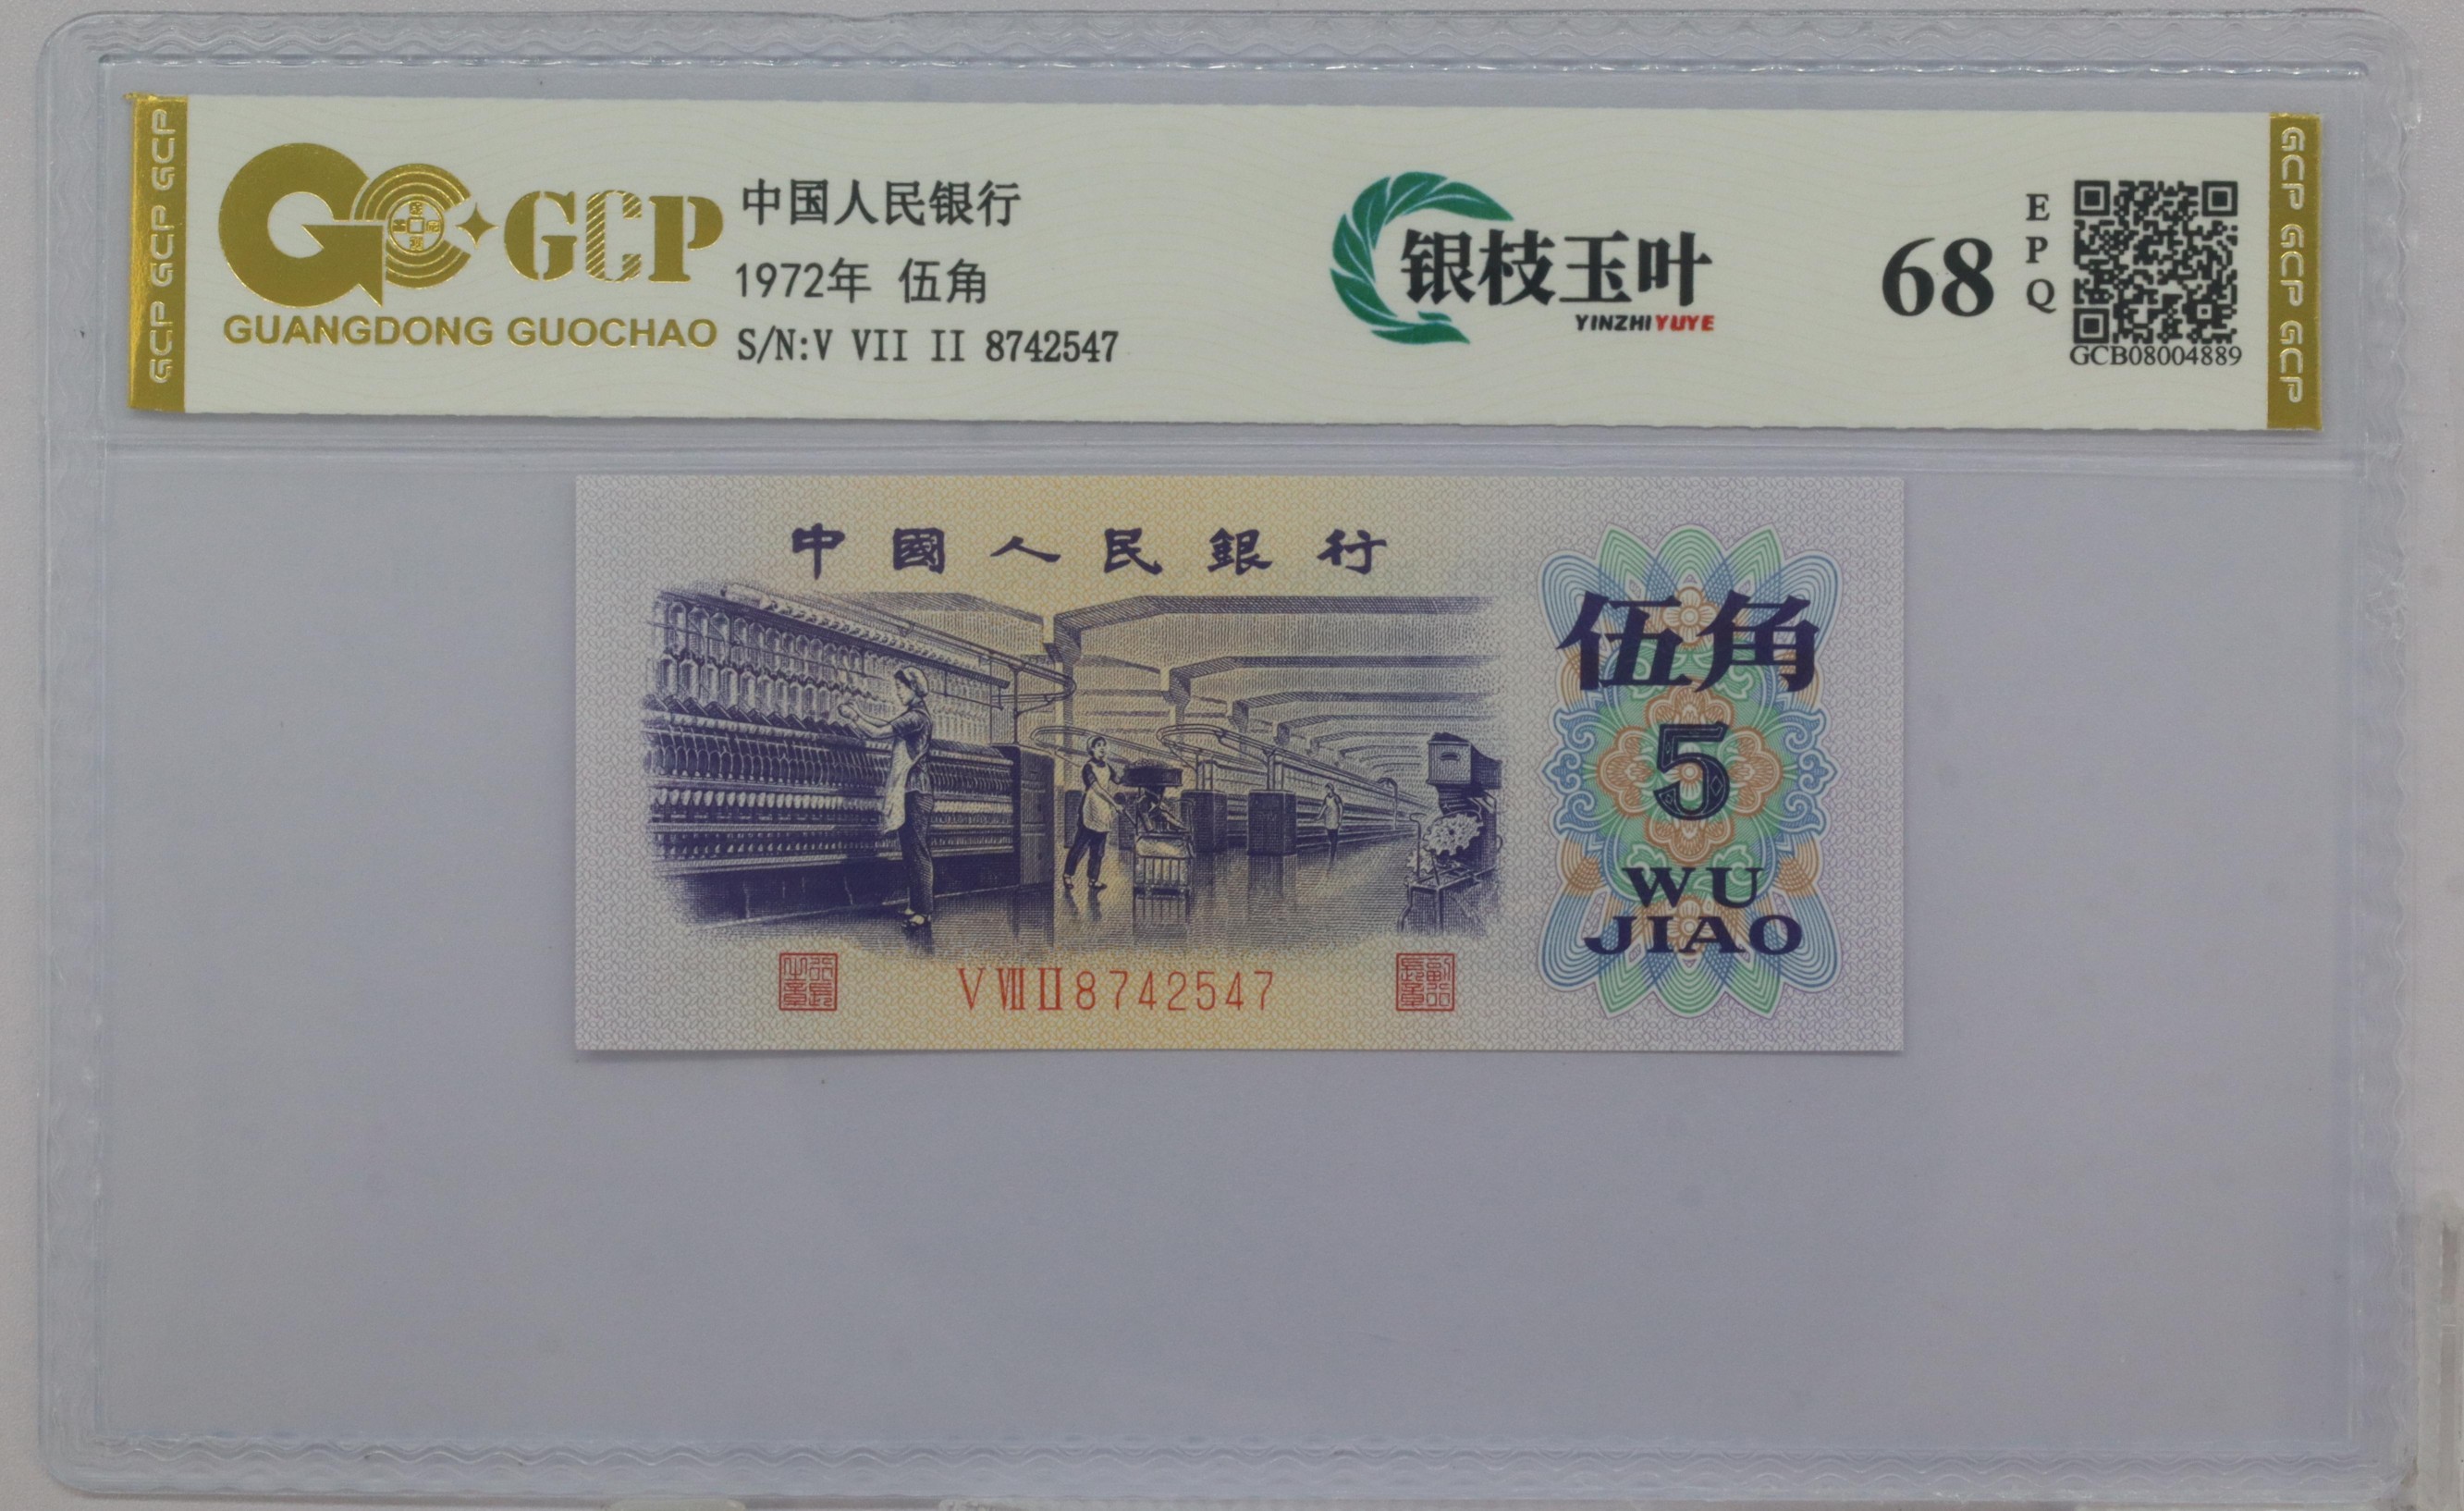 GCP GCP GCP
GCP
GUANGDONG GUOCHAO
中国人民银行
1972年 伍角
S/N:V VII II 8742547
银枝玉叶
YINZHIYUYE
68
EPQ
GCB08004889
GCP GCP GCP
中國人民銀行
伍角
5
WU
JIAO
V VII II 8742547